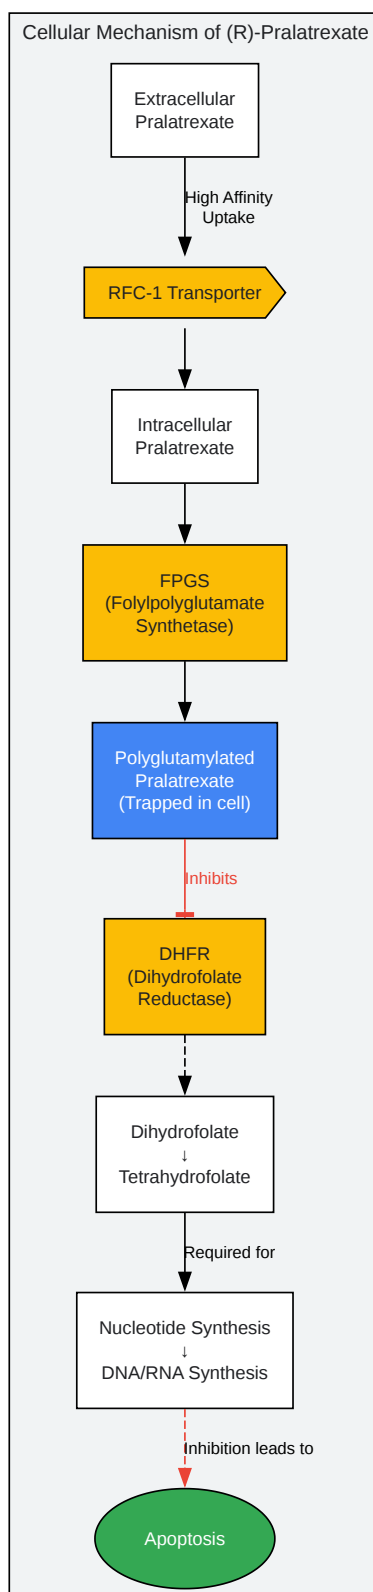 Cellular Mechanism of (R)-Pralatrexate
Extracellular
Pralatrexate
High Affinity
Uptake
RFC-1 Transporter
Intracellular
Pralatrexate
FPGS
(Folylpolyglutamate
Synthetase)
Polyglutamylated
Pralatrexate
(Trapped in cell)
Inhibits
DHFR
(Dihydrofolate
Reductase)
Dihydrofolate
↓
Tetrahydrofolate
Required for
Nucleotide Synthesis
↓
DNA/RNA Synthesis
Inhibition leads to
Apoptosis